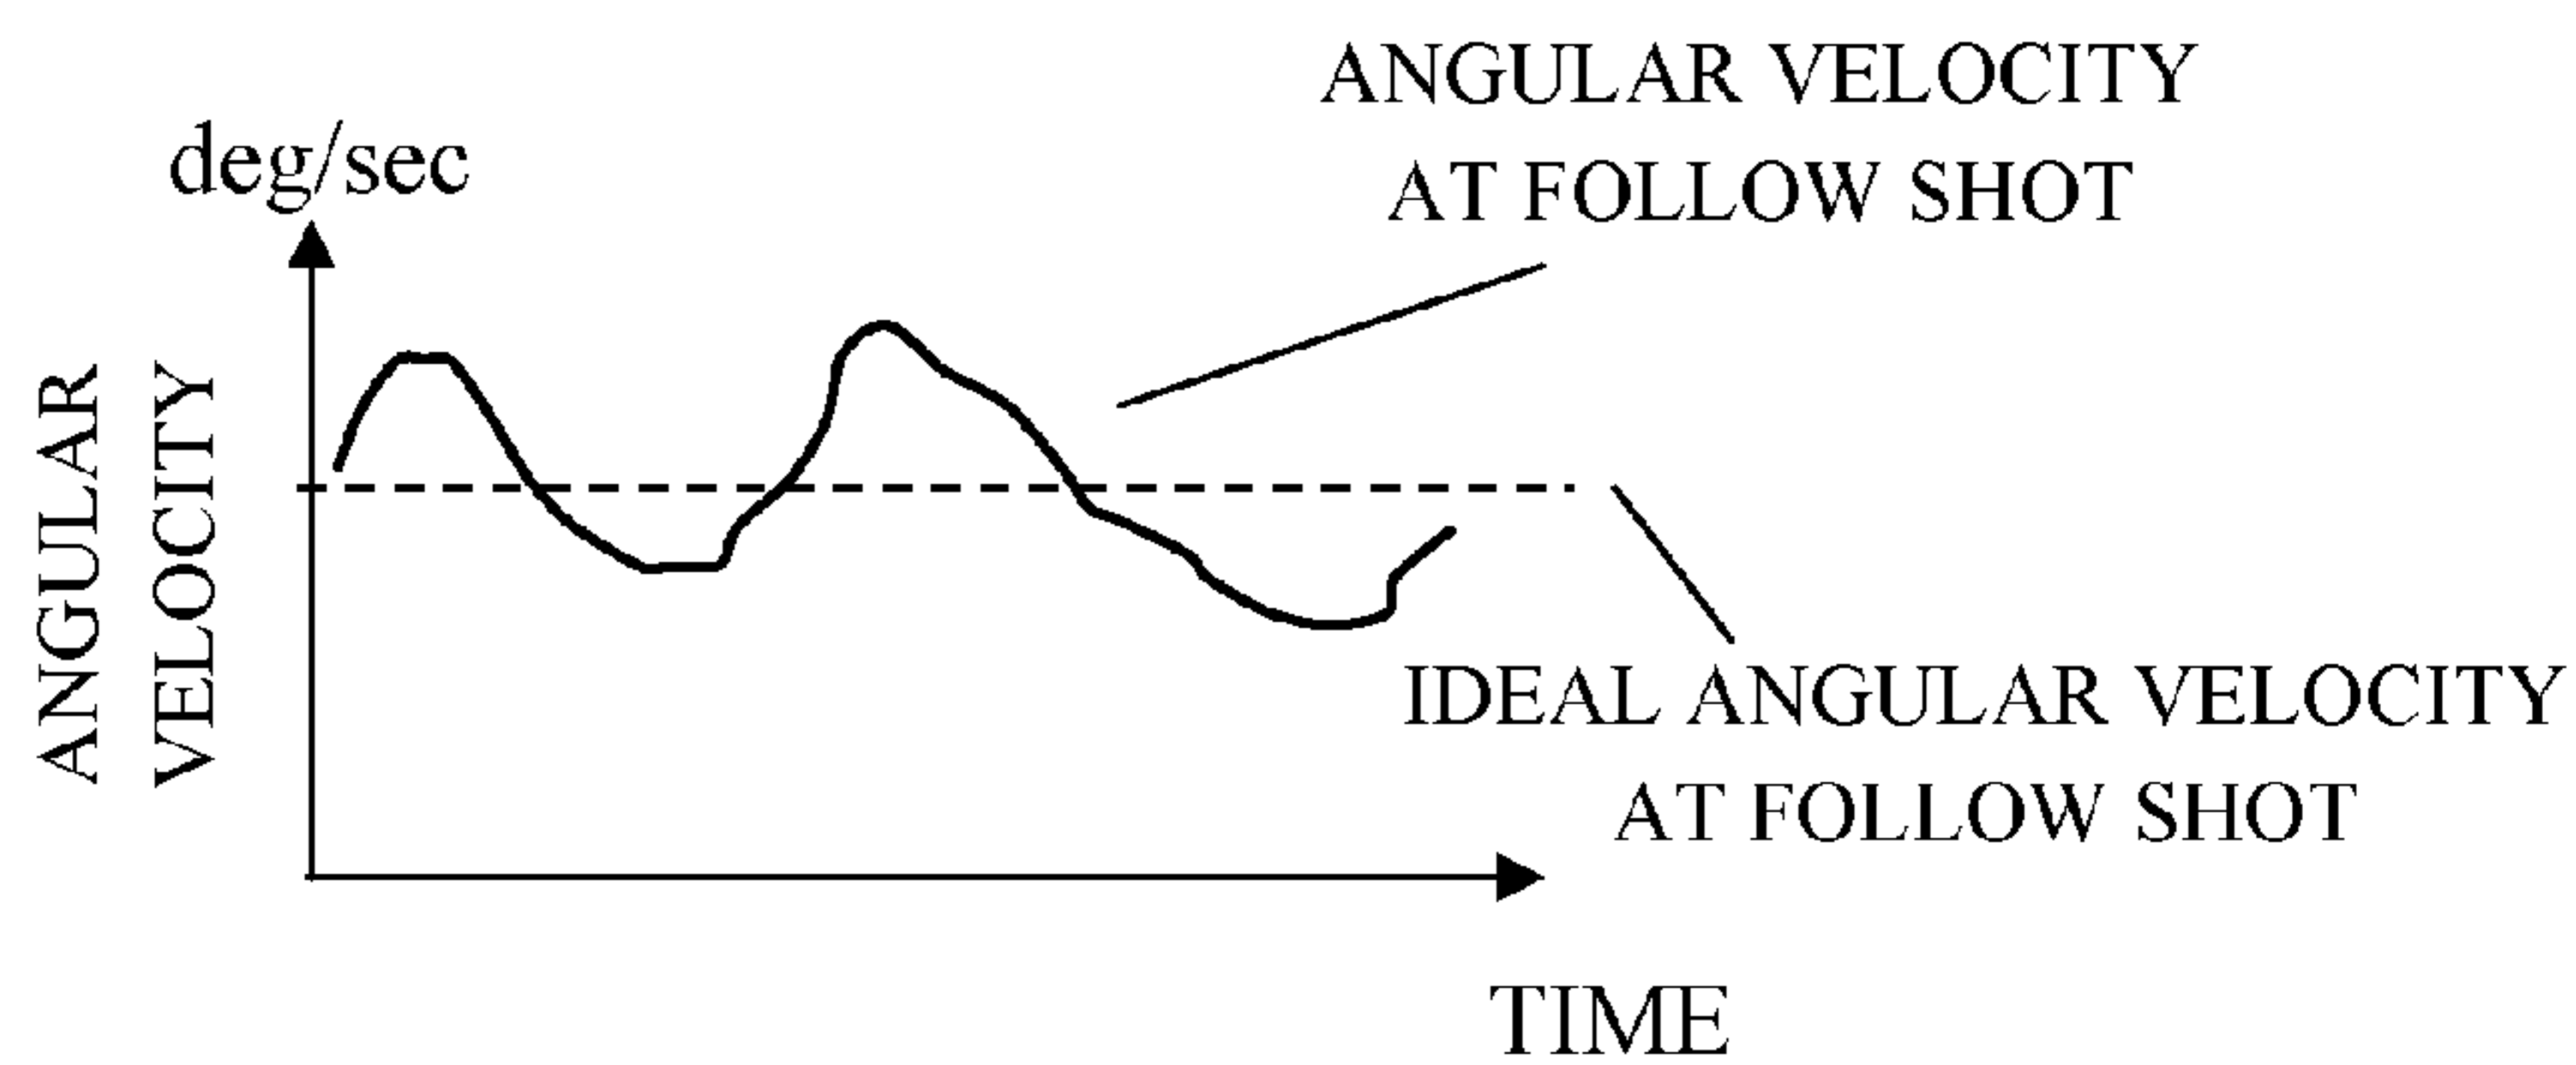 ANGULAR VELOCITY
AT FOLLOW SHOT
deg/sec
ANGULAR
VELOCITY
IDEAL ANGULAR VELOCITY
AT FOLLOW SHOT
TIME